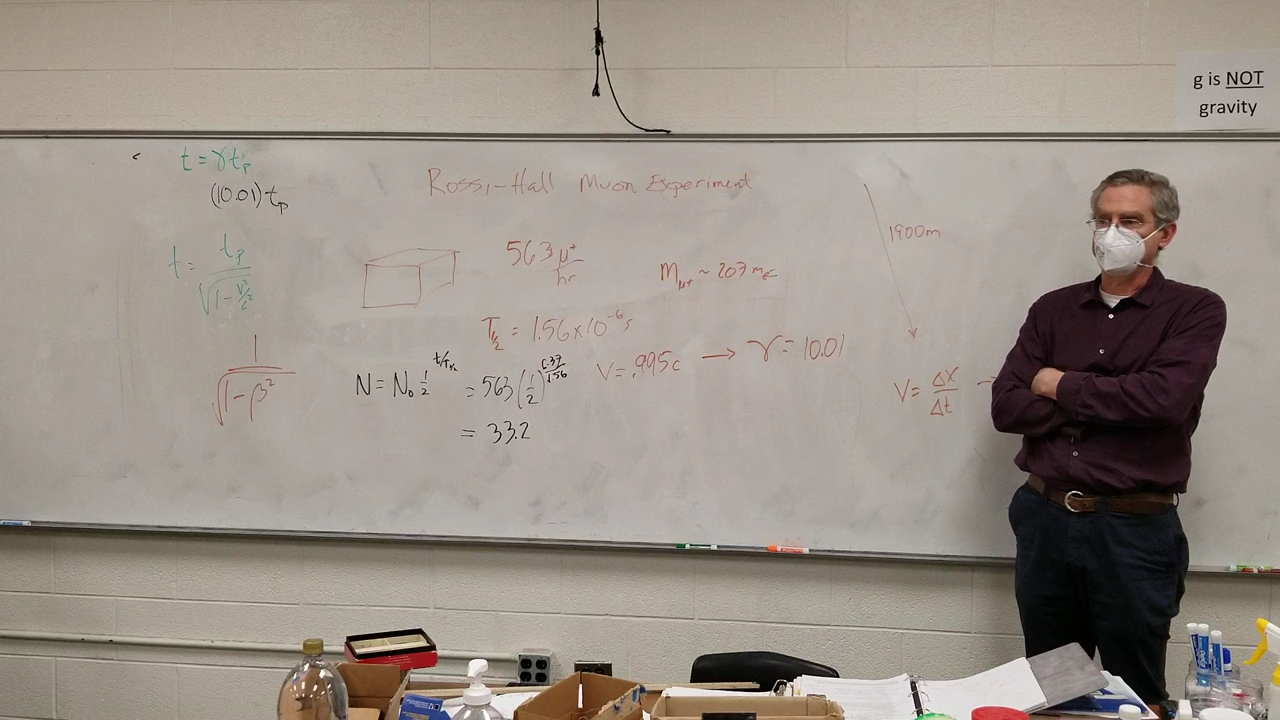 g is NOT
gravity
t = γ t_p
(10.01) t_p
t = t_p / √(1 - v²/c²)
1 / √(1 - β²)
Rossi-Hall Muon Experiment
563 μ⁺/hr
M_μ⁺ ~ 207 m_e
T_½ = 1.56 x 10⁻⁶ s
V = .995c → γ = 10.01
N = N₀ ½^(t/T_½) = 563 (1/2)^(6.37/1.56)
= 33.2
1900m
V = Δx/Δt →